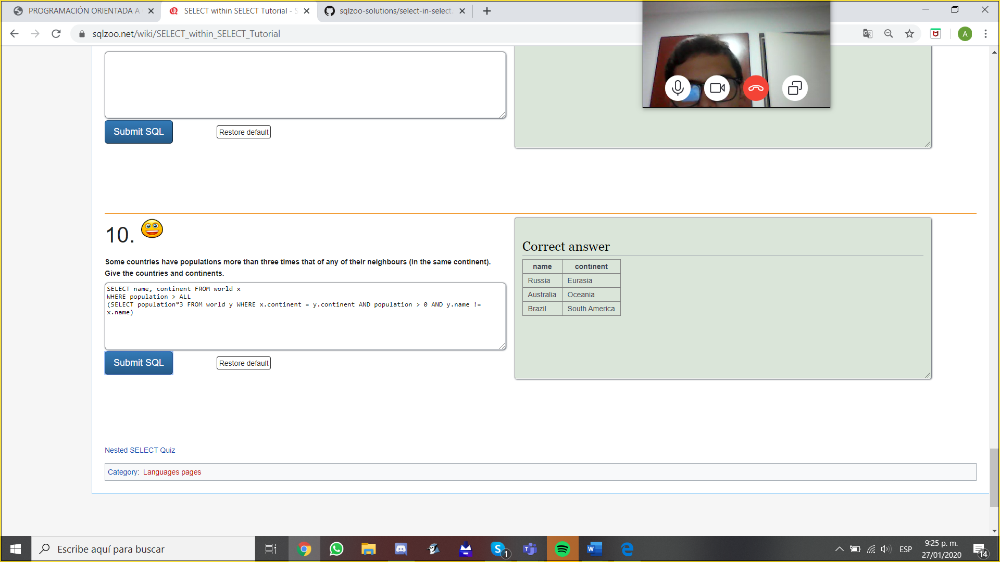 PROGRAMACIÓN ORIENTADA A
SELECT within SELECT Tutorial - S
sqlzoo-solutions/select-in-select.
sqlzoo.net/wiki/SELECT_within_SELECT_Tutorial
A
Submit SQL
Restore default
10.
Some countries have populations more than three times that of any of their neighbours (in the same continent).
Give the countries and continents.
SELECT name, continent FROM world x
WHERE population > ALL
(SELECT population*3 FROM world y WHERE x.continent = y.continent AND population > 0 AND y.name !=
x.name)
Submit SQL
Restore default
Correct answer
name continent
Russia Eurasia
Australia Oceania
Brazil South America
Nested SELECT Quiz
Category: Languages pages
Escribe aquí para buscar
1
ESP
9:25 p. m.
27/01/2020
14